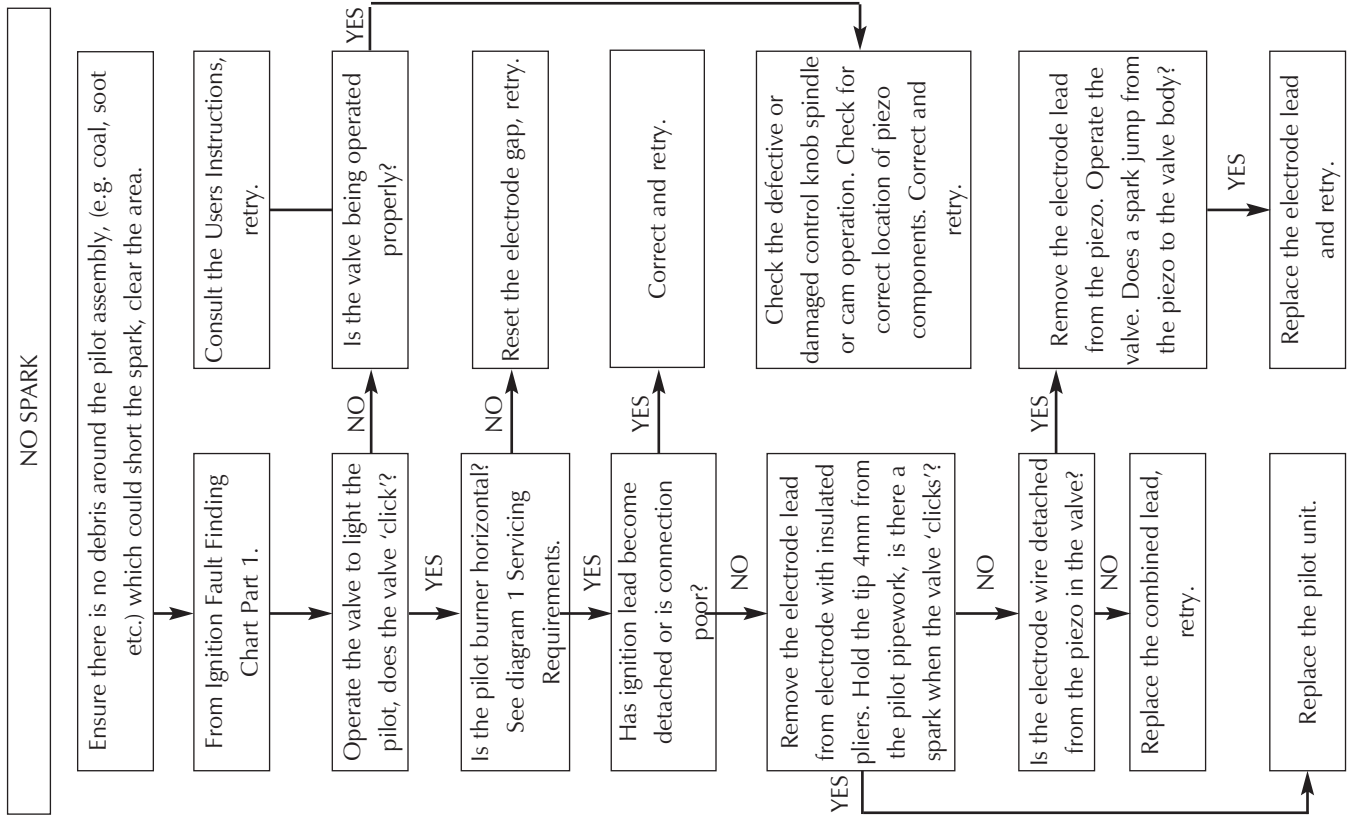 NO SPARK
Ensure there is no debris around the pilot assembly, (e.g. coal, soot
etc.) which could short the spark, clear the area.
From Ignition Fault Finding
Chart Part 1.
Consult the Users Instructions,
retry.
Operate the valve to light the
pilot, does the valve ‘click’?
NO
Is the valve being operated
properly?
YES
YES
Is the pilot burner horizontal?
See diagram 1 Servicing
Requirements.
NO
Reset the electrode gap, retry.
YES
Has ignition lead become
detached or is connection
poor?
YES
Correct and retry.
NO
Remove the electrode lead
from electrode with insulated
pliers. Hold the tip 4mm from
the pilot pipework, is there a
spark when the valve ‘clicks’?
Check the defective or
damaged control knob spindle
or cam operation. Check for
correct location of piezo
components. Correct and
retry.
YES
NO
Is the electrode wire detached
from the piezo in the valve?
YES
Remove the electrode lead
from the piezo. Operate the
valve. Does a spark jump from
the piezo to the valve body?
NO
Replace the combined lead,
retry.
YES
Replace the pilot unit.
Replace the electrode lead
and retry.